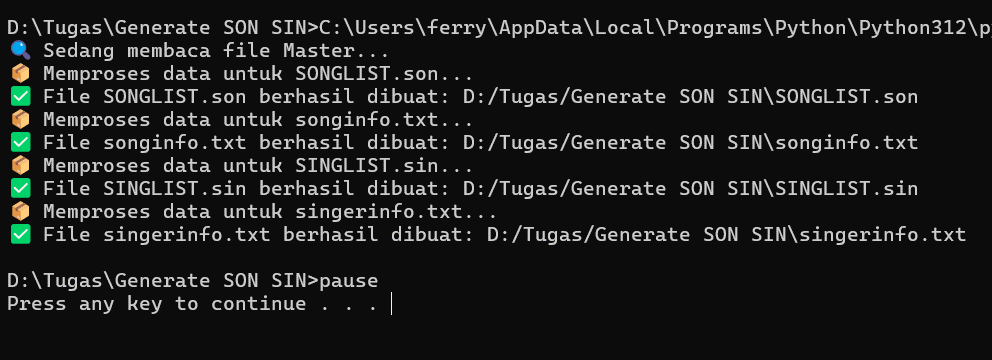 D:\Tugas\Generate SON SIN>C:\Users\ferry\AppData\Local\Programs\Python\Python312\p
🔍 Sedang membaca file Master...
📦 Memproses data untuk SONGLIST.son...
✅ File SONGLIST.son berhasil dibuat: D:/Tugas/Generate SON SIN\SONGLIST.son
📦 Memproses data untuk songinfo.txt...
✅ File songinfo.txt berhasil dibuat: D:/Tugas/Generate SON SIN\songinfo.txt
📦 Memproses data untuk SINGLIST.sin...
✅ File SINGLIST.sin berhasil dibuat: D:/Tugas/Generate SON SIN\SINGLIST.sin
📦 Memproses data untuk singerinfo.txt...
✅ File singerinfo.txt berhasil dibuat: D:/Tugas/Generate SON SIN\singerinfo.txt
D:\Tugas\Generate SON SIN>pause
Press any key to continue . . .